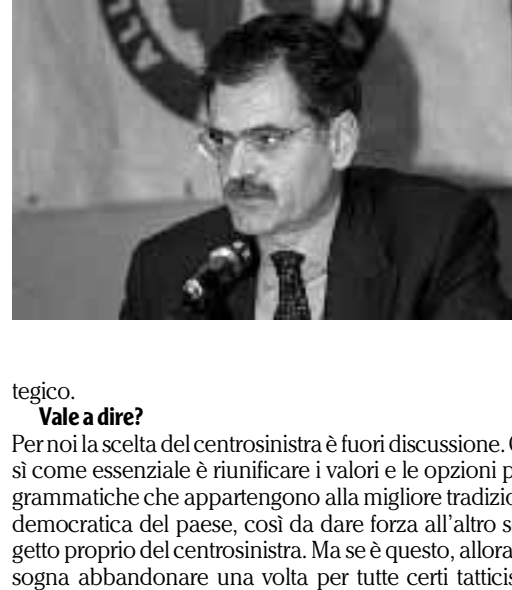 ALL
tegico.
Vale a dire?
Per noi la scelta del centrosinistra è fuori discussione. C
sì come essenziale è riunificare i valori e le opzioni p
grammatiche che appartengono alla migliore tradizio
democratica del paese, così da dare forza all'altro s
getto proprio del centrosinistra. Ma se è questo, allora
sogna abbandonare una volta per tutte certi tatticis